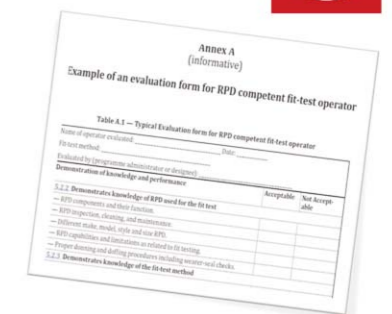 Annex A
(informative)
Example of an evaluation form for RPD competent fit-test operator
Table A.1 — Typical Evaluation form for RPD competent fit-test operator
Name of operator evaluated: Date:
Fit-test method:
Evaluated by (programme administrator or designee):
Demonstration of knowledge and performance Acceptable Not Accept-
able
5.2.2 Demonstrates knowledge of RPD used for the fit test
— RPD components and their function.
— RPD inspection, cleaning, and maintenance.
— Different make, model, style and size RPD.
— RPD capabilities and limitations as related to fit testing.
— Proper donning and doffing procedures including wearer-seal checks.
5.2.3 Demonstrates knowledge of the fit-test method